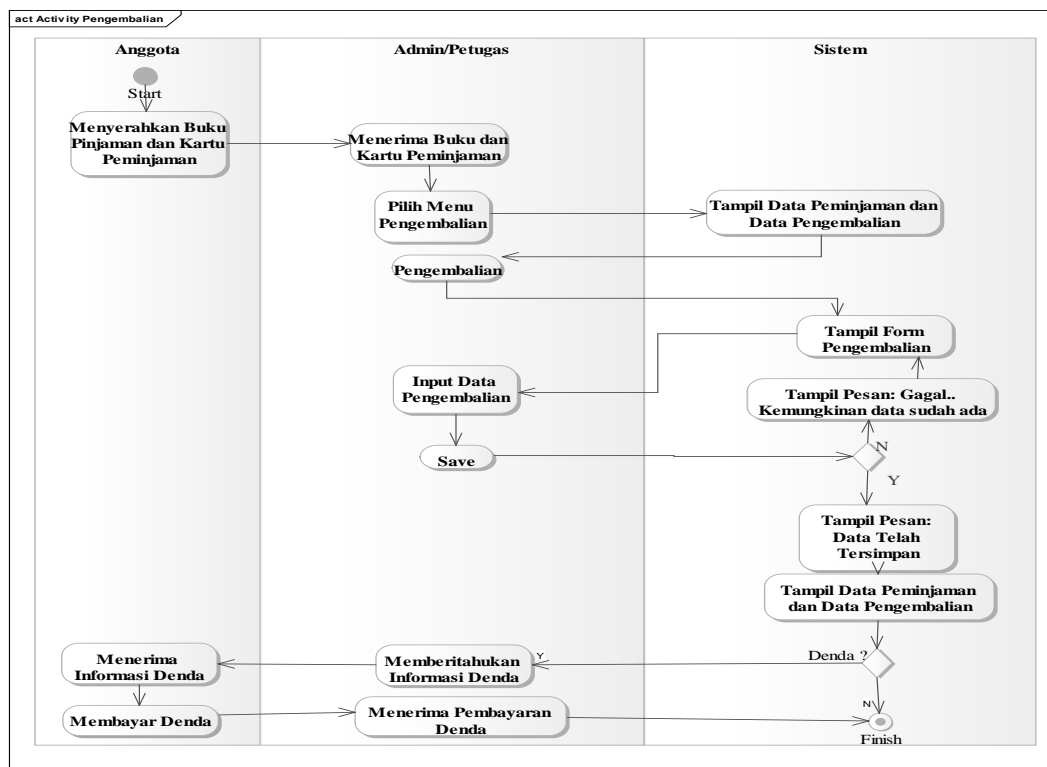 act Activity Pengembalian
Anggota
Admin/Petugas
Sistem
Start
Menyerahkan Buku
Pinjaman dan Kartu
Peminjaman
Menerima Buku dan
Kartu Peminjaman
Pilih Menu
Pengembalian
Tampil Data Peminjaman dan
Data Pengembalian
Pengembalian
Tampil Form
Pengembalian
Input Data
Pengembalian
Tampil Pesan: Gagal..
Kemungkinan data sudah ada
Save
N
Y
Tampil Pesan:
Data Telah
Tersimpan
Tampil Data Peminjaman
dan Data Pengembalian
Denda ?
Y
Memberitahukan
Informasi Denda
Menerima
Informasi Denda
Membayar Denda
Menerima Pembayaran
Denda
N
Finish